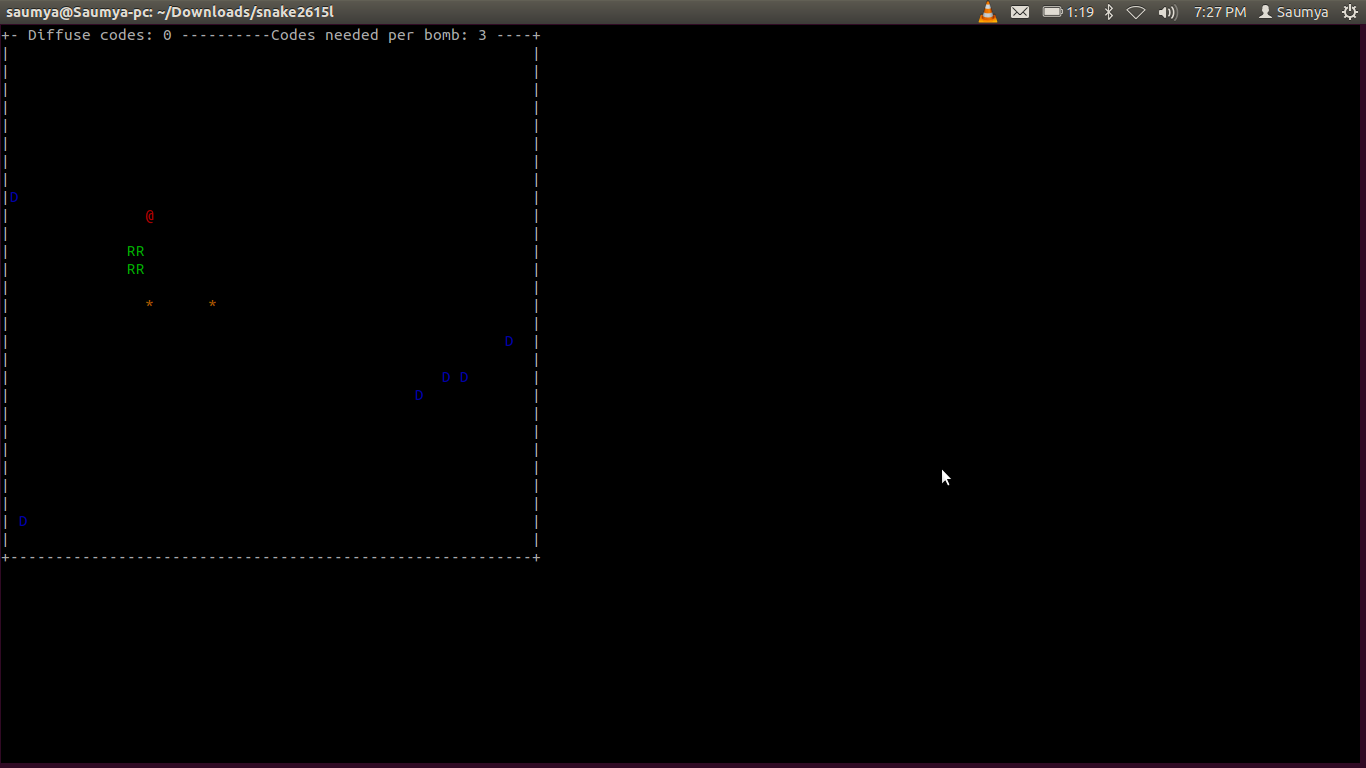 saumya@Saumya-pc: ~/Downloads/snake2615l 1:19 7:27 PM Saumya
+- Diffuse codes: 0 ----------Codes needed per bomb: 3 ----+
D
@
RR
RR
* *
D
D D
D
D
+----------------------------------------------------------+